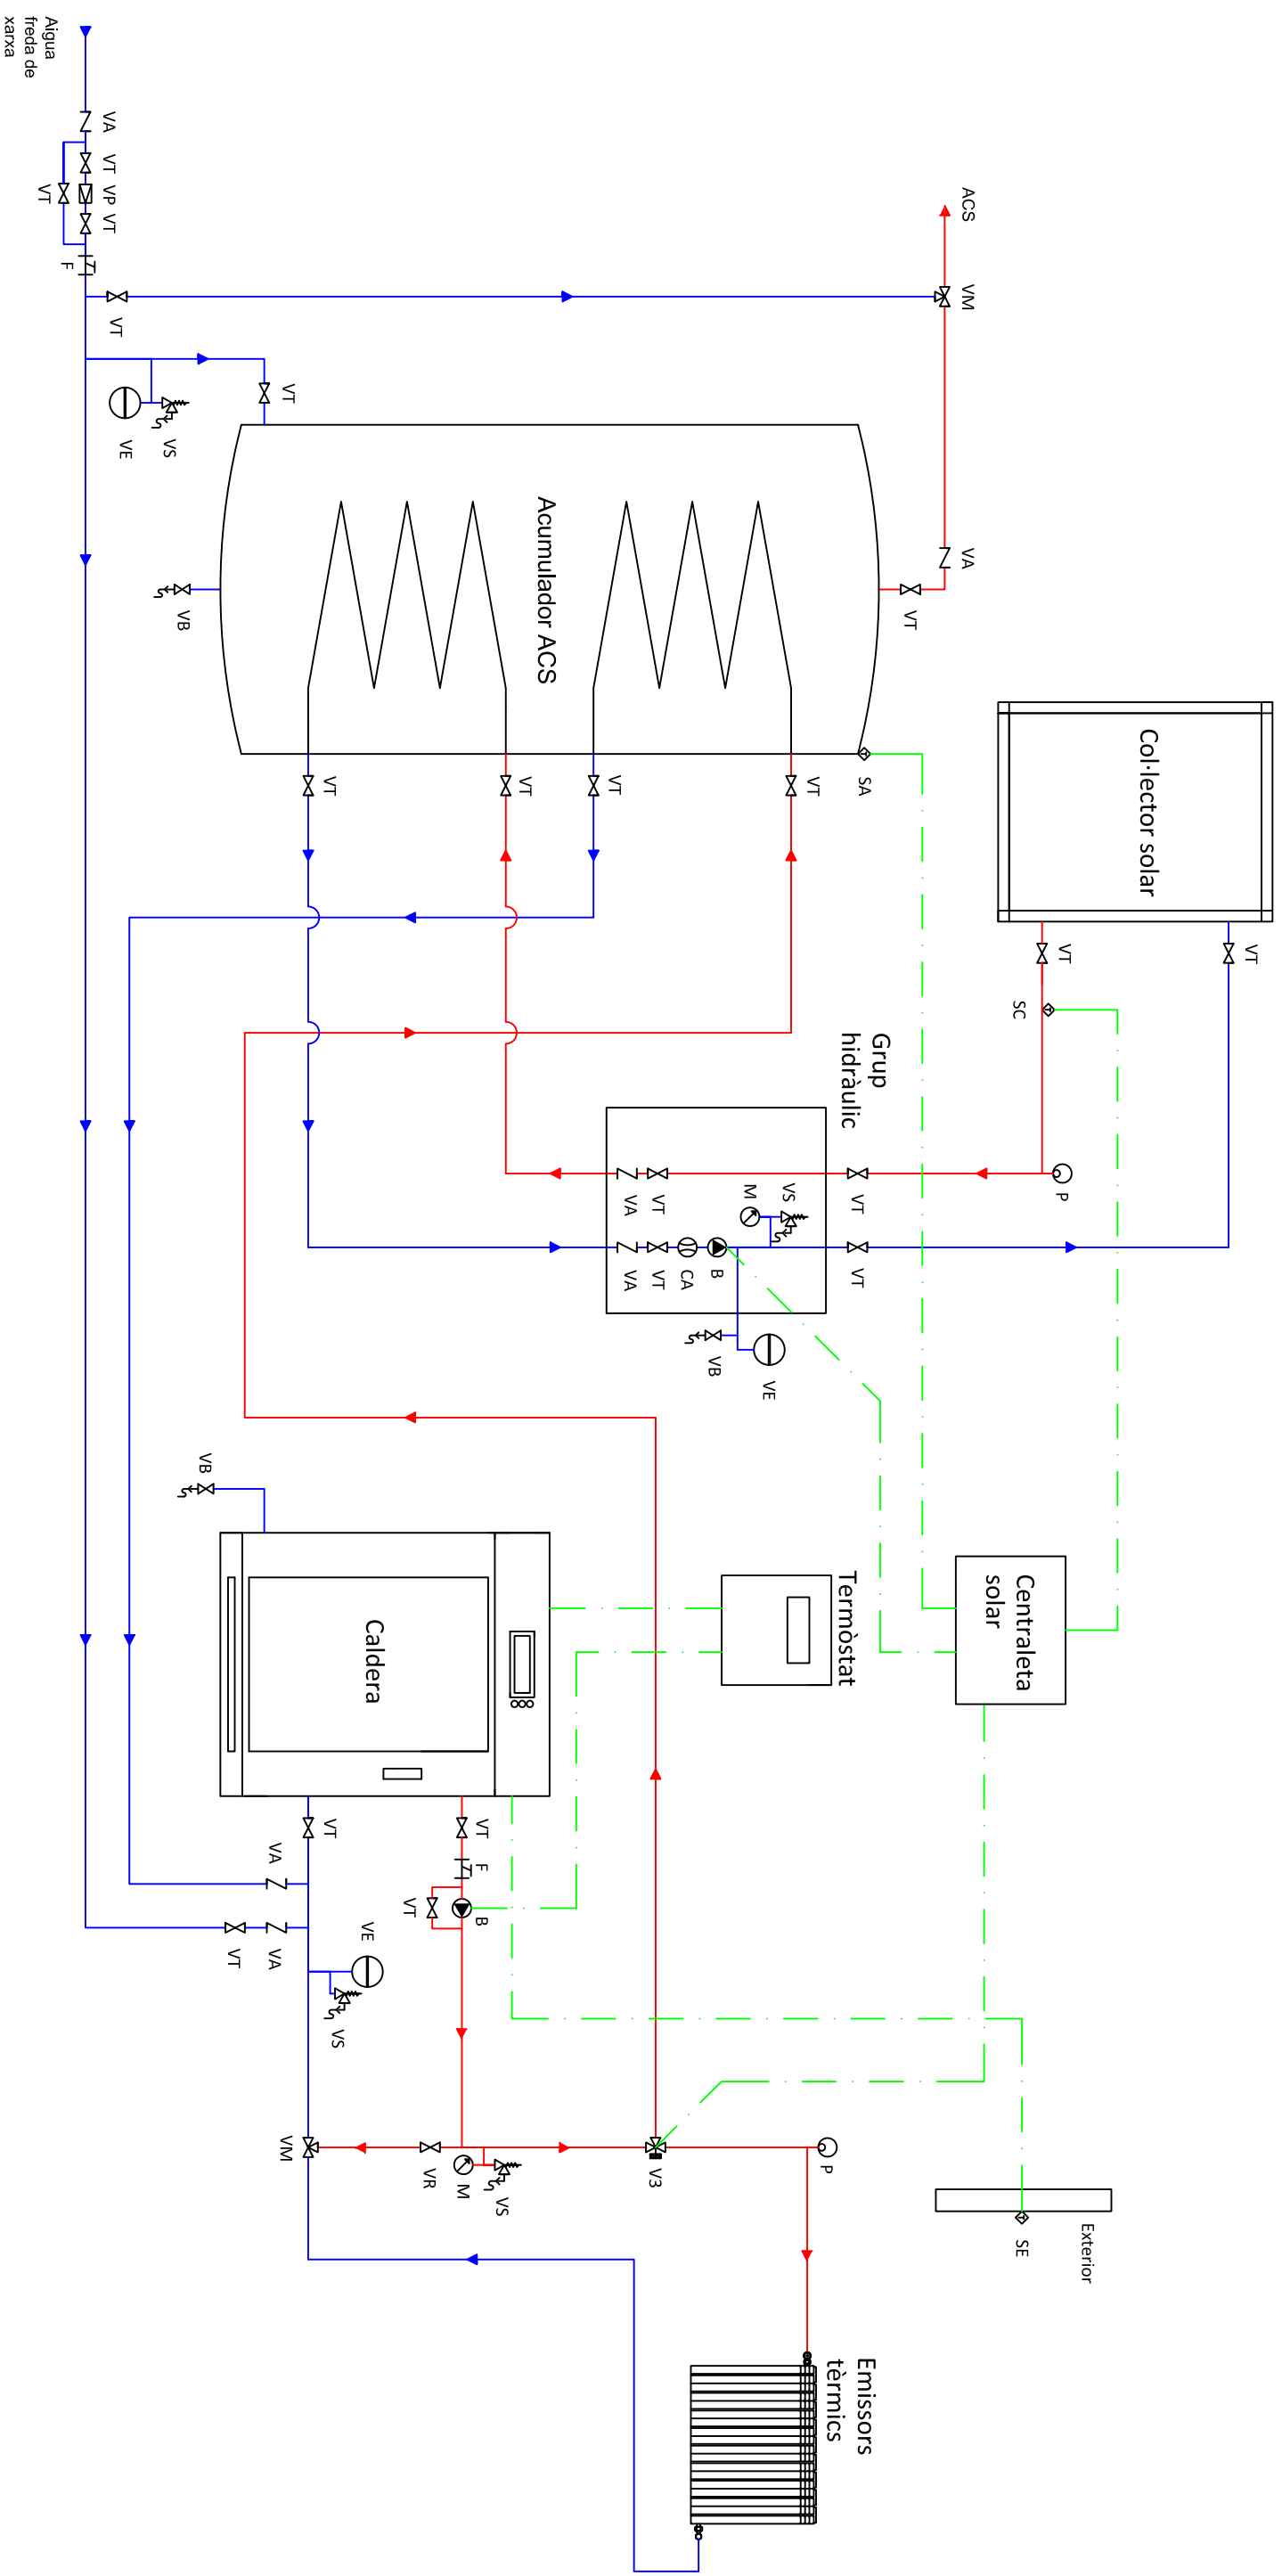 VT
Col·lector solar
Exterior
VT
P
Centraleta
solar
SE
SC
ACS
VM
VA
VT
Grup
hidràulic
SA
Emissors
tèrmics
VT
VT
Termòstat
P
VT
VS
VE
M
B
VB
CA
VT
VT
V3
VA
VA
VT
Acumulador ACS
VT
VS
VT
F
B
M
VR
VT
Caldera
VE
VS
VT
VT
VT
VM
VA
VA
VT
VB
VB
VS
VE
VT
VA
VT
VP
VT
F
VT
Aigua
freda de
xarxa